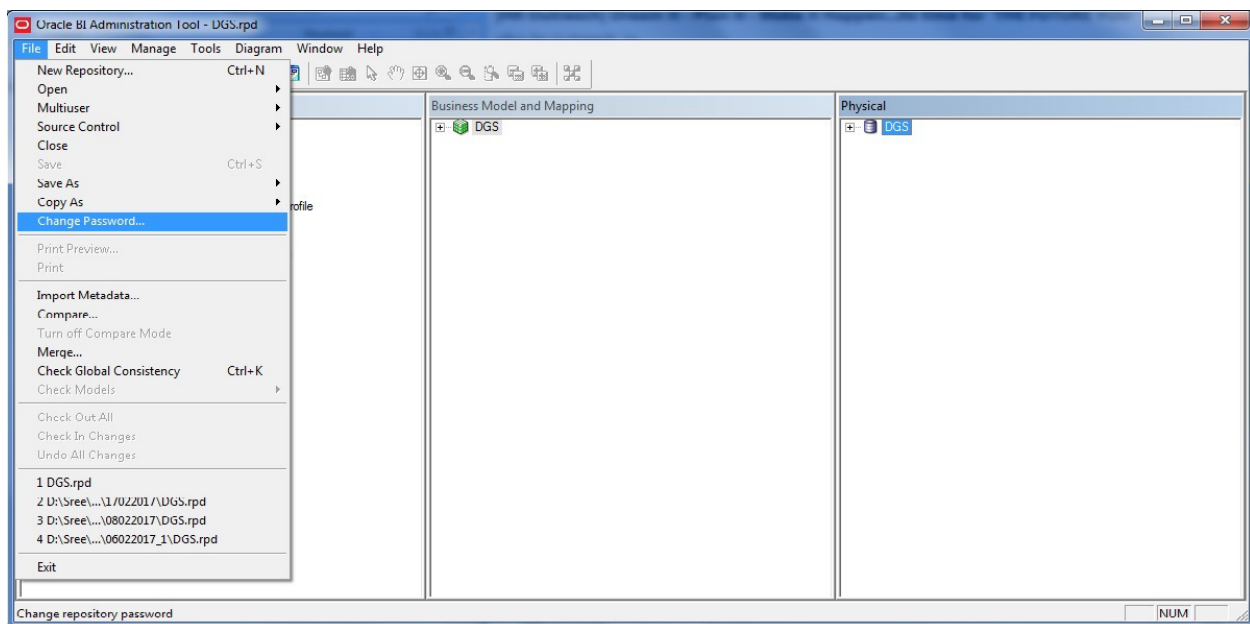 Oracle BI Administration Tool - DGS.rpd
File Edit View Manage Tools Diagram Window Help
New Repository... Ctrl+N
Open
Multiuser
Source Control
Close
Save Ctrl+S
Save As
Copy As
Change Password...
Print Preview...
Print
Import Metadata...
Compare...
Turn off Compare Mode
Merge...
Check Global Consistency Ctrl+K
Check Models
Check Out All
Check In Changes
Undo All Changes
1 DGS.rpd
2 D:\Sree\...\17022017\DGS.rpd
3 D:\Sree\...\08022017\DGS.rpd
4 D:\Sree\...\06022017_1\DGS.rpd
Exit
rofile
Business Model and Mapping
DGS
Physical
DGS
Change repository password
NUM